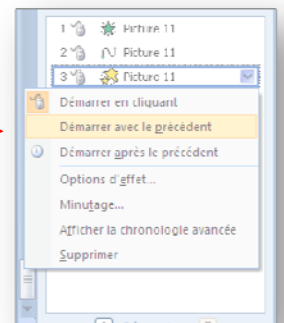 1 Picture 11
2 Picture 11
3 Picture 11
Démarrer en cliquant
Démarrer avec le précédent
Démarrer après le précédent
Options d'effet...
Minutage...
Afficher la chronologie avancée
Supprimer